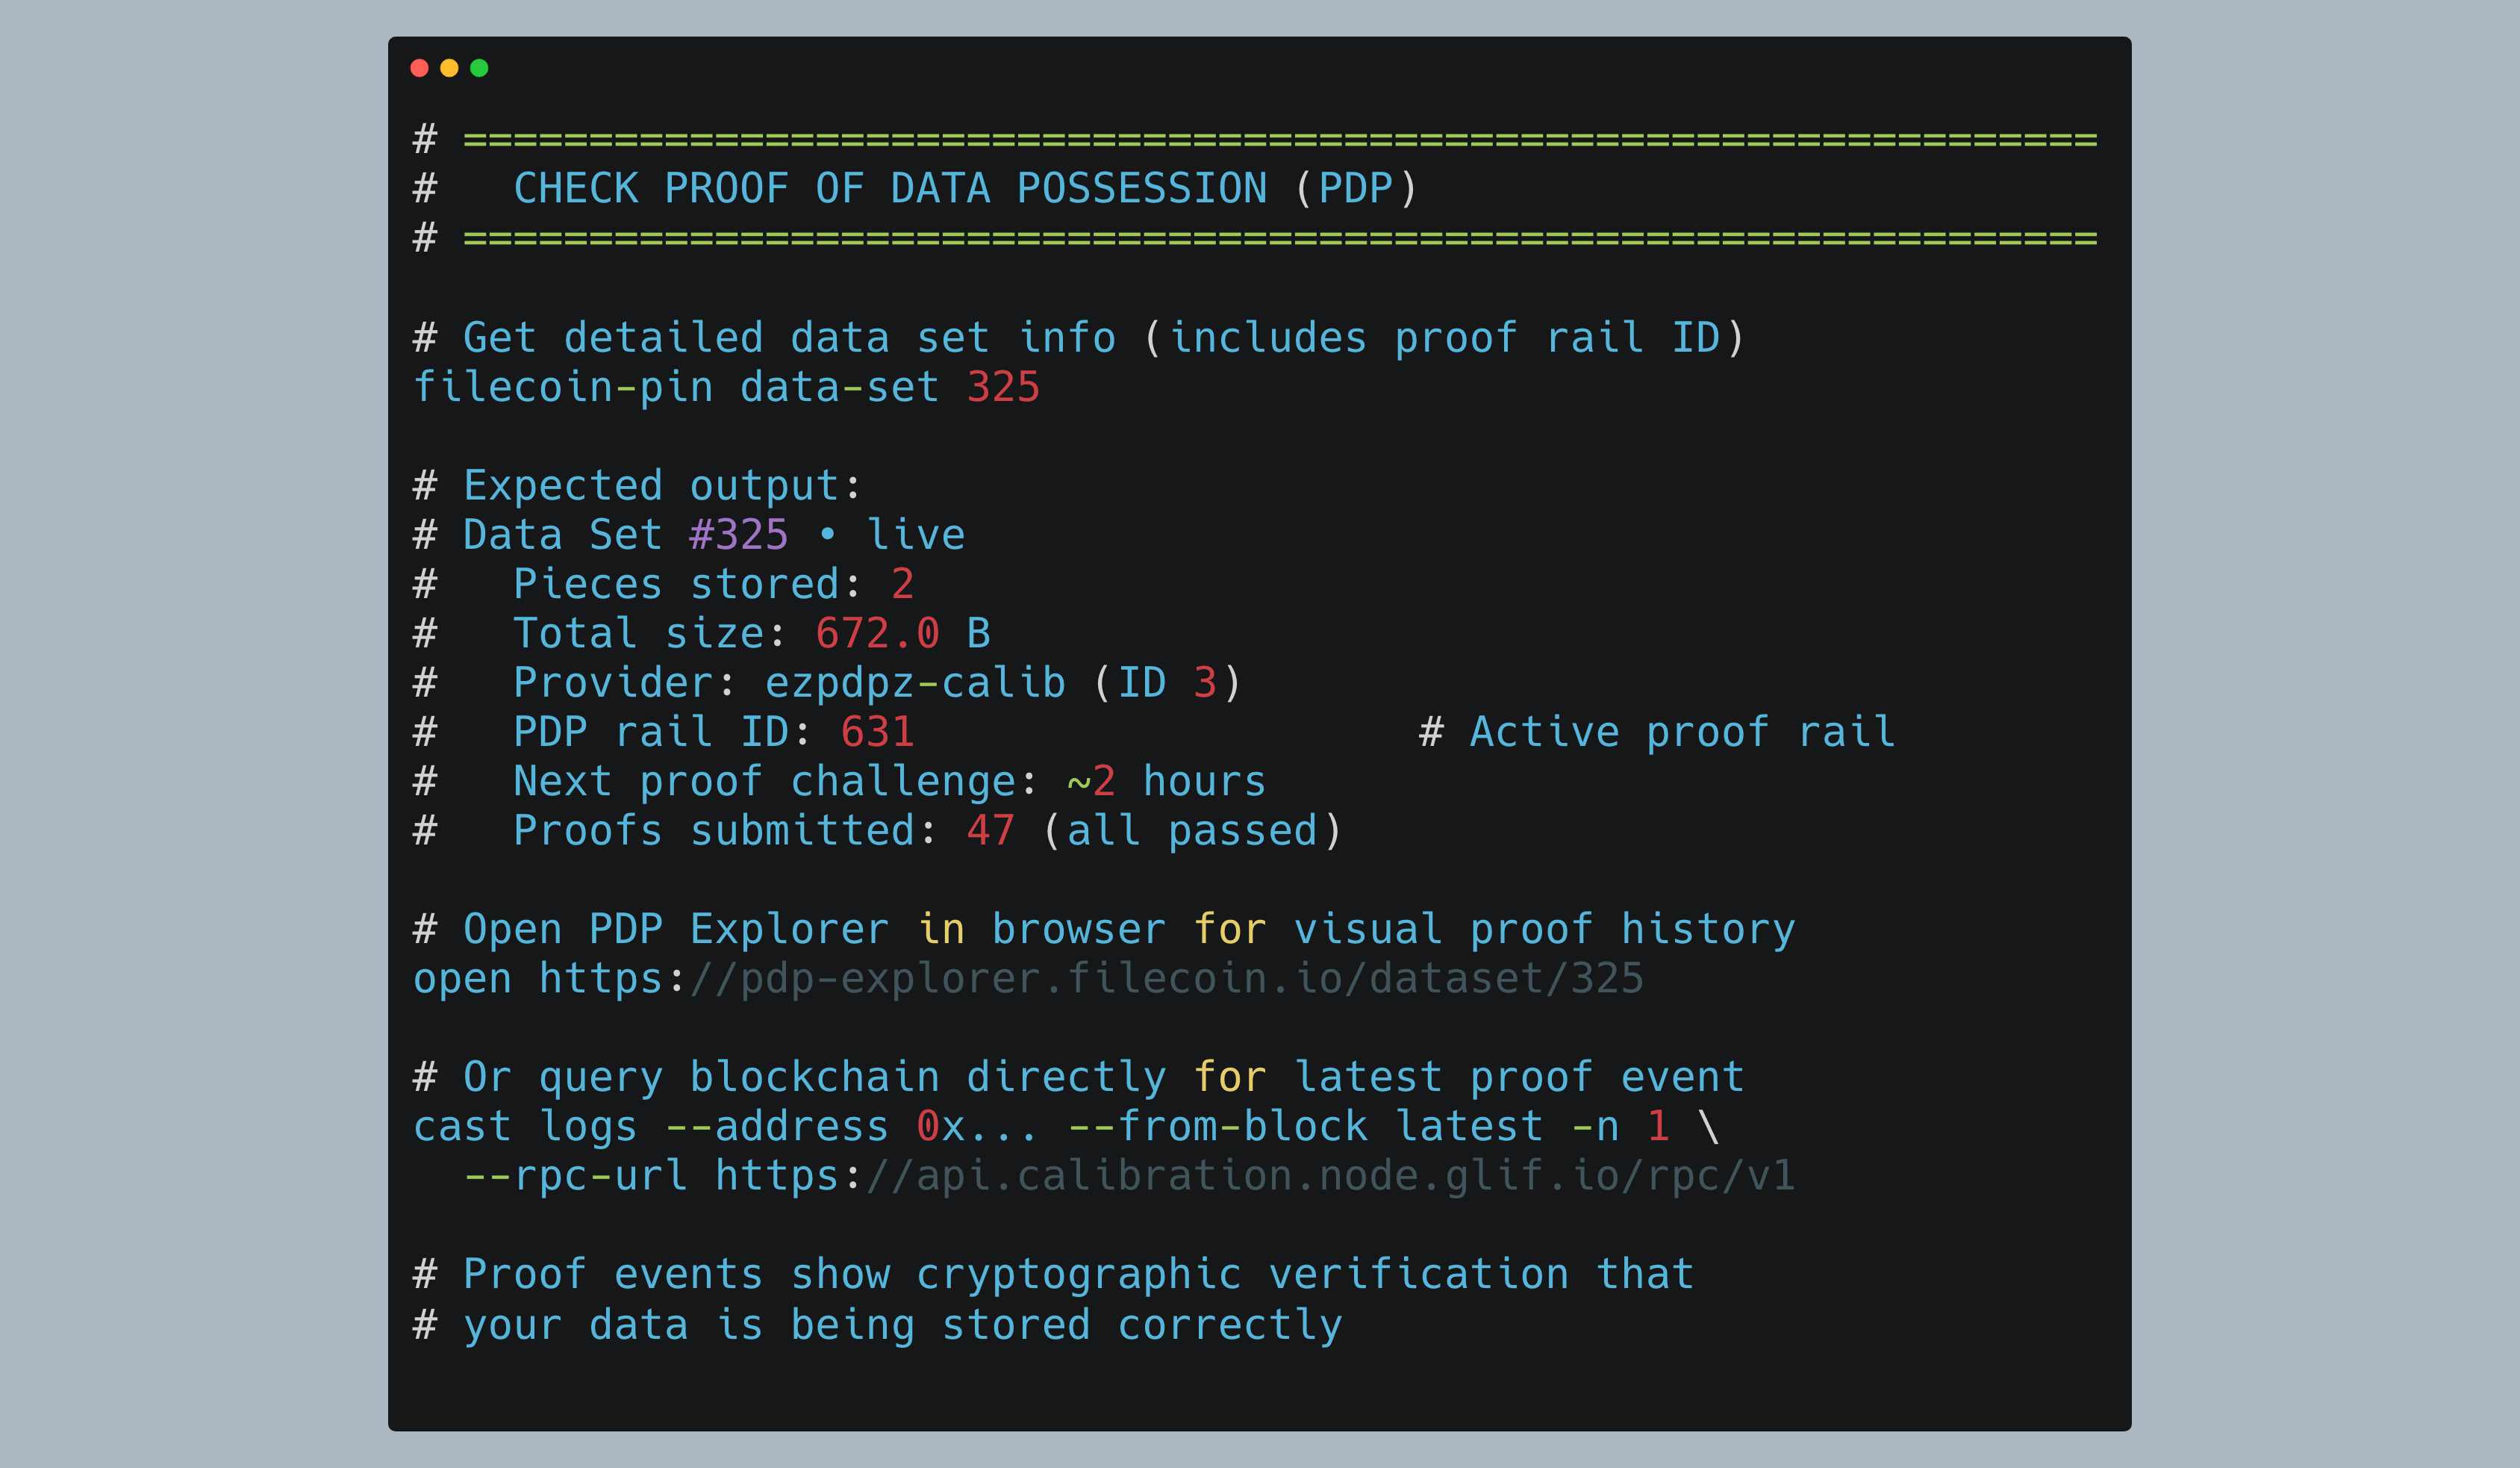 # =================================================================
#   CHECK PROOF OF DATA POSSESSION (PDP)
# =================================================================
# Get detailed data set info (includes proof rail ID)
filecoin-pin data-set 325
# Expected output:
# Data Set #325 • live
#   Pieces stored: 2
#   Total size: 672.0 B
#   Provider: ezpdpz-calib (ID 3)
#   PDP rail ID: 631                    # Active proof rail
#   Next proof challenge: ~2 hours
#   Proofs submitted: 47 (all passed)
# Open PDP Explorer in browser for visual proof history
open https://pdp-explorer.filecoin.io/dataset/325
# Or query blockchain directly for latest proof event
cast logs --address 0x... --from-block latest -n 1 \
  --rpc-url https://api.calibration.node.glif.io/rpc/v1
# Proof events show cryptographic verification that
# your data is being stored correctly